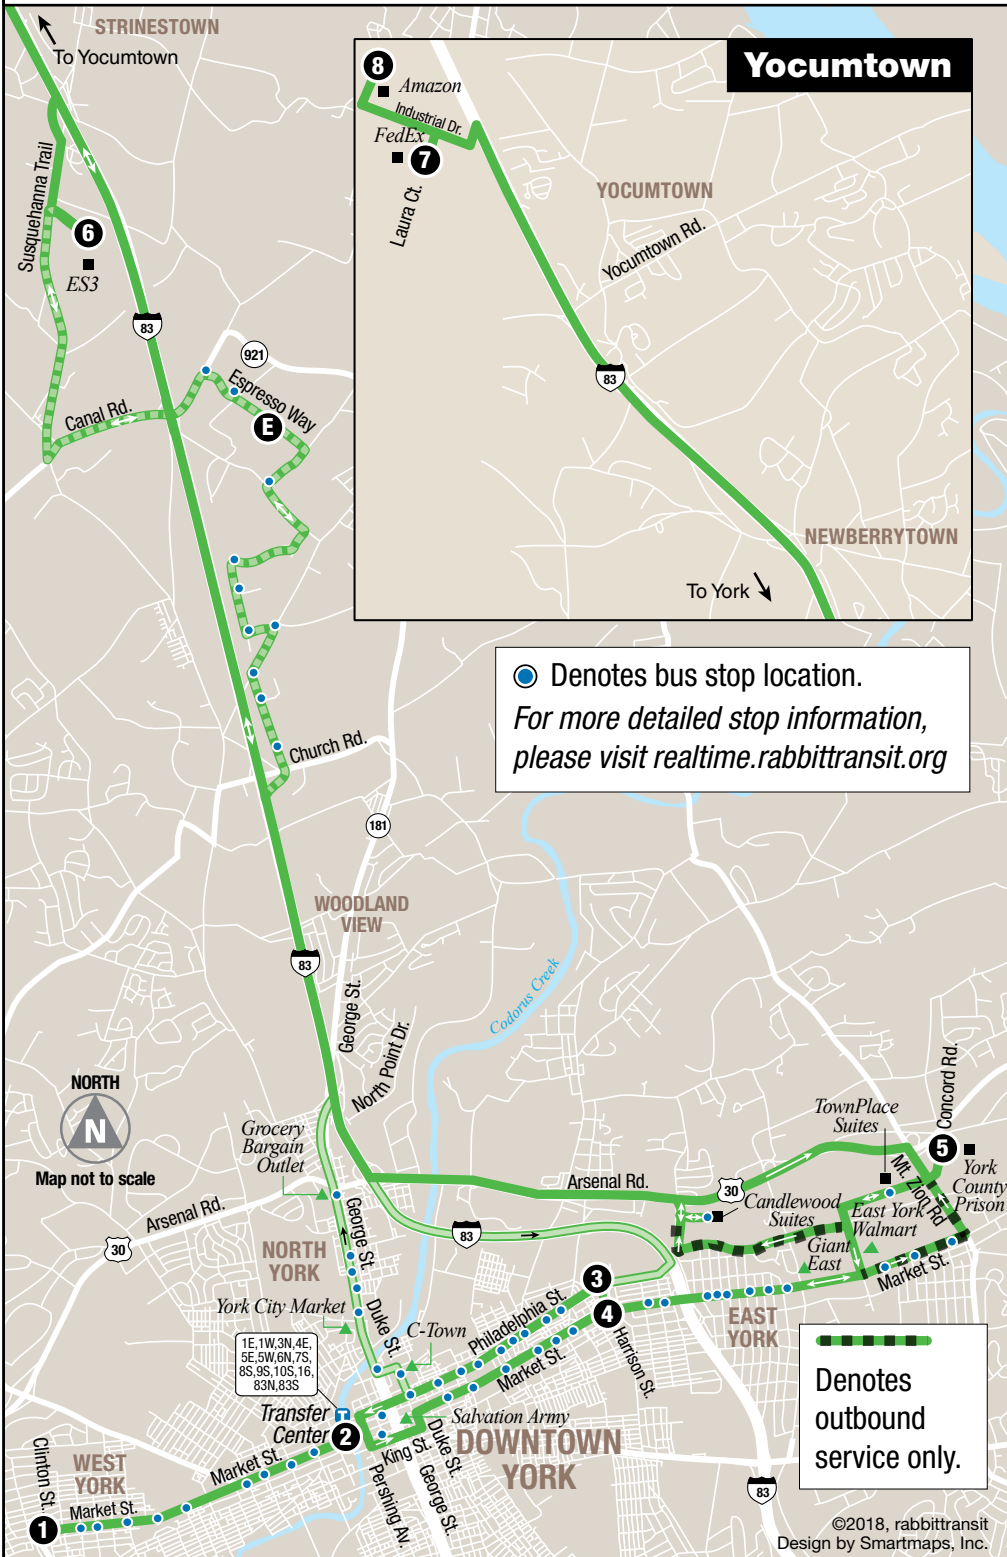 STRINESTOWN
To Yocumtown
Yocumtown
8
Amazon
Industrial Dr.
FedEx
7
Laura Ct.
YOCUMTOWN
Yocumtown Rd.
83
NEWBERRYTOWN
To York
Susquehanna Trail
6
ES3
83
921
Espresso Way
E
Canal Rd.
Denotes bus stop location.
For more detailed stop information,
please visit realtime.rabbittransit.org
Church Rd.
181
WOODLAND
VIEW
83
George St.
North Point Dr.
Codorus Creek
NORTH
N
Map not to scale
Grocery
Bargain
Outlet
Arsenal Rd.
30
Arsenal Rd.
30
TownPlace
Suites
Concord Rd.
5
York
County
Prison
Mt. Zion Rd
Candlewood
Suites
East York
Walmart
Giant
East
Market St.
83
NORTH
YORK
George St.
York City Market
Duke St.
C-Town
Philadelphia St.
3
4
Market St.
Harrison St.
EAST
YORK
1E,1W,3N,4E,
5E,5W,6N,7S,
8S,9S,10S,16,
83N,83S
T
Transfer
Center
2
Salvation Army
King St.
Duke St.
DOWNTOWN
YORK
George St.
Pershing Av.
Market St.
WEST
YORK
Clinton St.
Market St.
1
83
Denotes
outbound
service only.
©2018, rabbittransit
Design by Smartmaps, Inc.